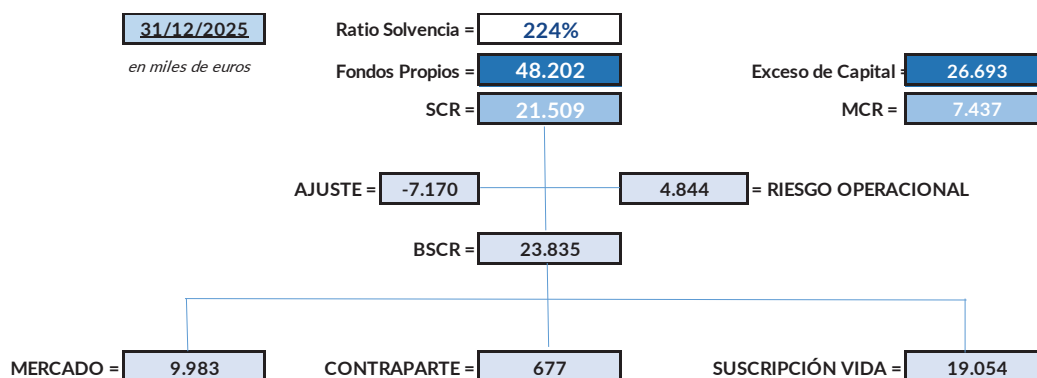 31/12/2025 Ratio Solvencia = 224%
en miles de euros Fondos Propios = 48.202 Exceso de Capital = 26.693
SCR = 21.509 MCR = 7.437
AJUSTE = -7.170 4.844 = RIESGO OPERACIONAL
BSCR = 23.835
MERCADO = 9.983 CONTRAPARTE = 677 SUSCRIPCIÓN VIDA = 19.054